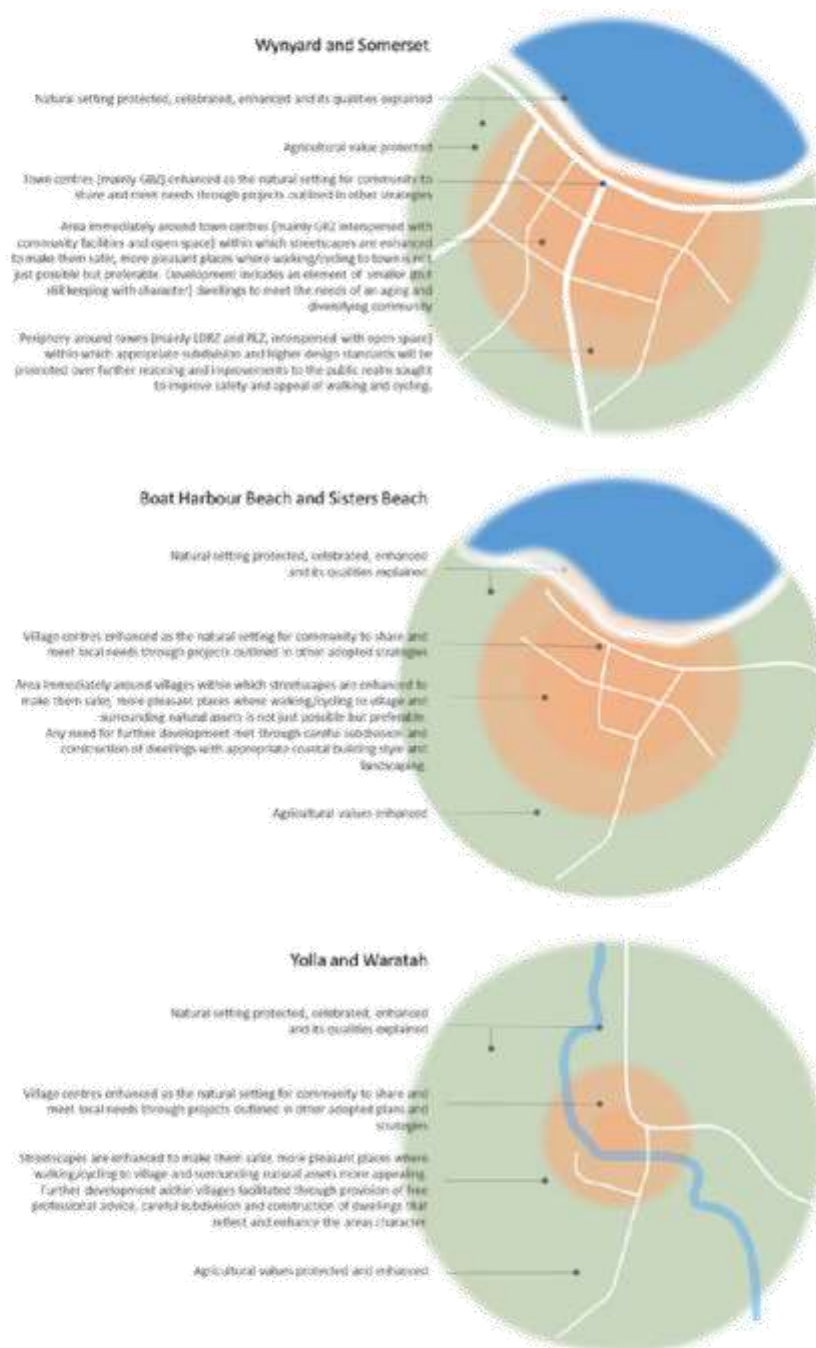 Wynyard and Somerset
Natural setting protected, celebrated, enhanced and its qualities explained
Agricultural value protected
Town centres (mainly GBZ) enhanced as the natural setting for community to
share and meet needs through projects outlined in other strategies
Area immediately around town centres (mainly GRZ interspersed with
community facilities and open space) within which streetscapes are enhanced
to make them safer, more pleasant places where walking/cycling to town is not
just possible but preferable. Development includes an element of smaller (but
still keeping with character) dwellings to meet the needs of an aging and
diversifying community
Periphery around towns (mainly LDRZ and RLZ, interspersed with open space)
within which appropriate subdivision and higher design standards will be
promoted over further rezoning and improvements to the public realm sought
to improve safety and appeal of walking and cycling.
Boat Harbour Beach and Sisters Beach
Natural setting protected, celebrated, enhanced
and its qualities explained
Village centres enhanced as the natural setting for community to share and
meet local needs through projects outlined in other adopted strategies
Area immediately around villages within which streetscapes are enhanced to
make them safer, more pleasant places where walking/cycling to village and
surrounding natural assets is not just possible but preferable.
Any need for further development met through careful subdivision and
construction of dwellings with appropriate coastal building style and
landscaping.
Agricultural values enhanced
Yolla and Waratah
Natural setting protected, celebrated, enhanced
and its qualities explained
Village centres enhanced as the natural setting for community to share and
meet local needs through projects outlined in other adopted plans and
strategies
Streetscapes are enhanced to make them safer, more pleasant places where
walking/cycling to village and surrounding natural assets more appealing.
Further development within villages facilitated through provision of free
professional advice, careful subdivision and construction of dwellings that
reflect and enhance the areas character.
Agricultural values protected and enhanced